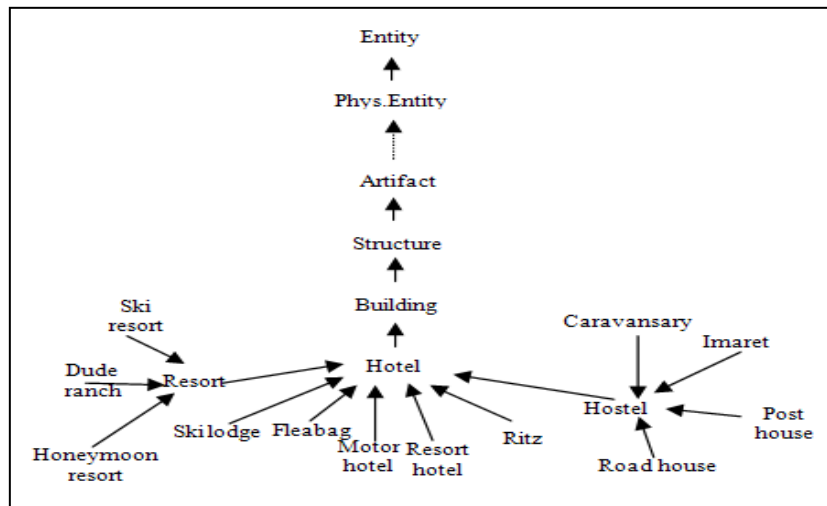 Entity
Phys.Entity
Artifact
Structure
Building
Ski
resort
Caravansary
Imaret
Dude
ranch
Resort
Hotel
Hostel
Post
house
Ski lodge
Fleabag
Motor
hotel
Resort
hotel
Ritz
Road house
Honeymoon
resort